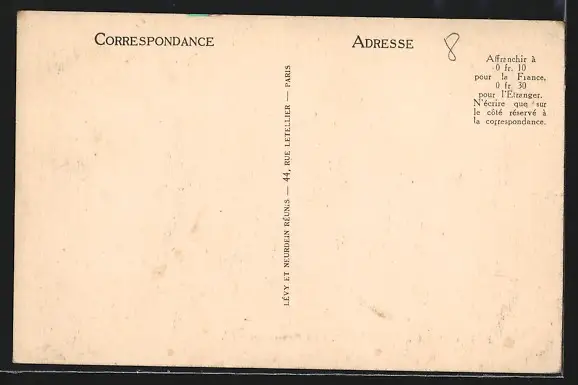 CORRESPONDANCE
ADRESSE
8
Affranchir à
0 fr. 10
pour la France,
0 fr. 30
pour l'Etranger.
N'écrire que sur
le côté réservé à
la correspondance.
LÉVY ET NEURDEIN RÉUNIS — 44, RUE LETELLIER — PARIS